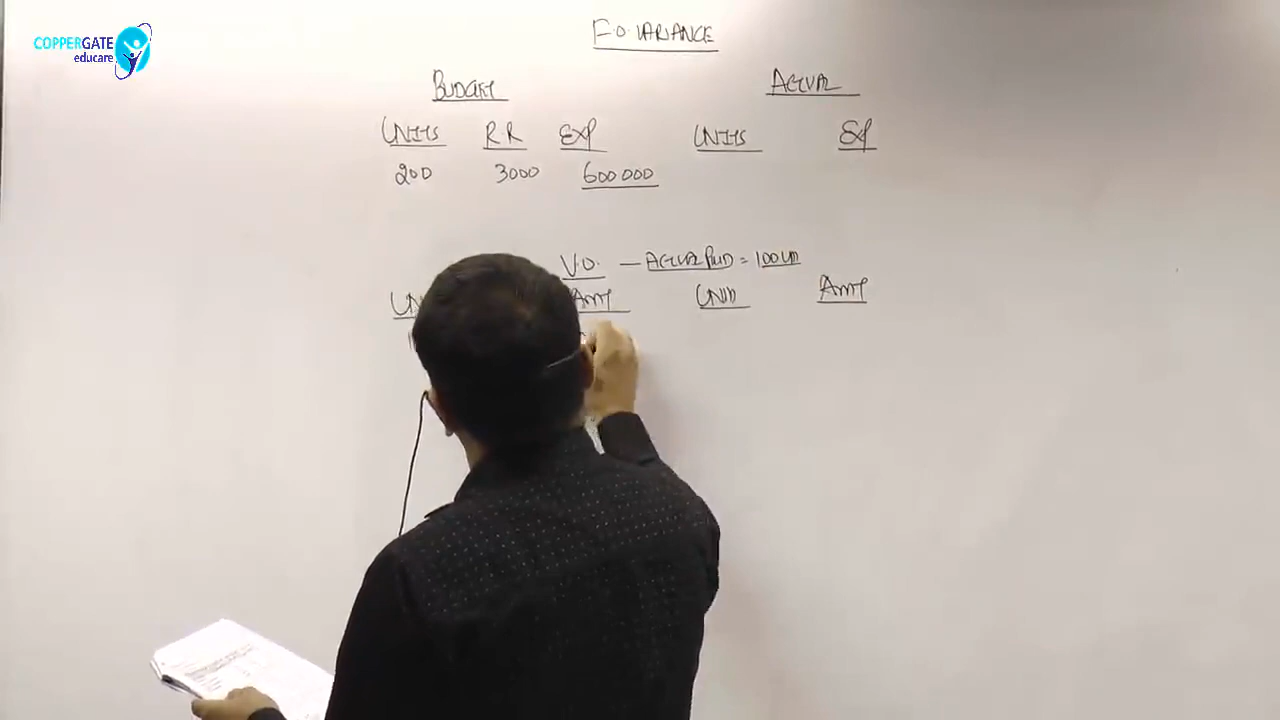 COPPERGATE
educare
F.O. VARIANCE
BUDGET ACTUAL
UNITS R.R EXP UNITS EXP
200 3000 600000
V.O. — ACTUAL PROD = 100 UN
AMT UNIT AMT